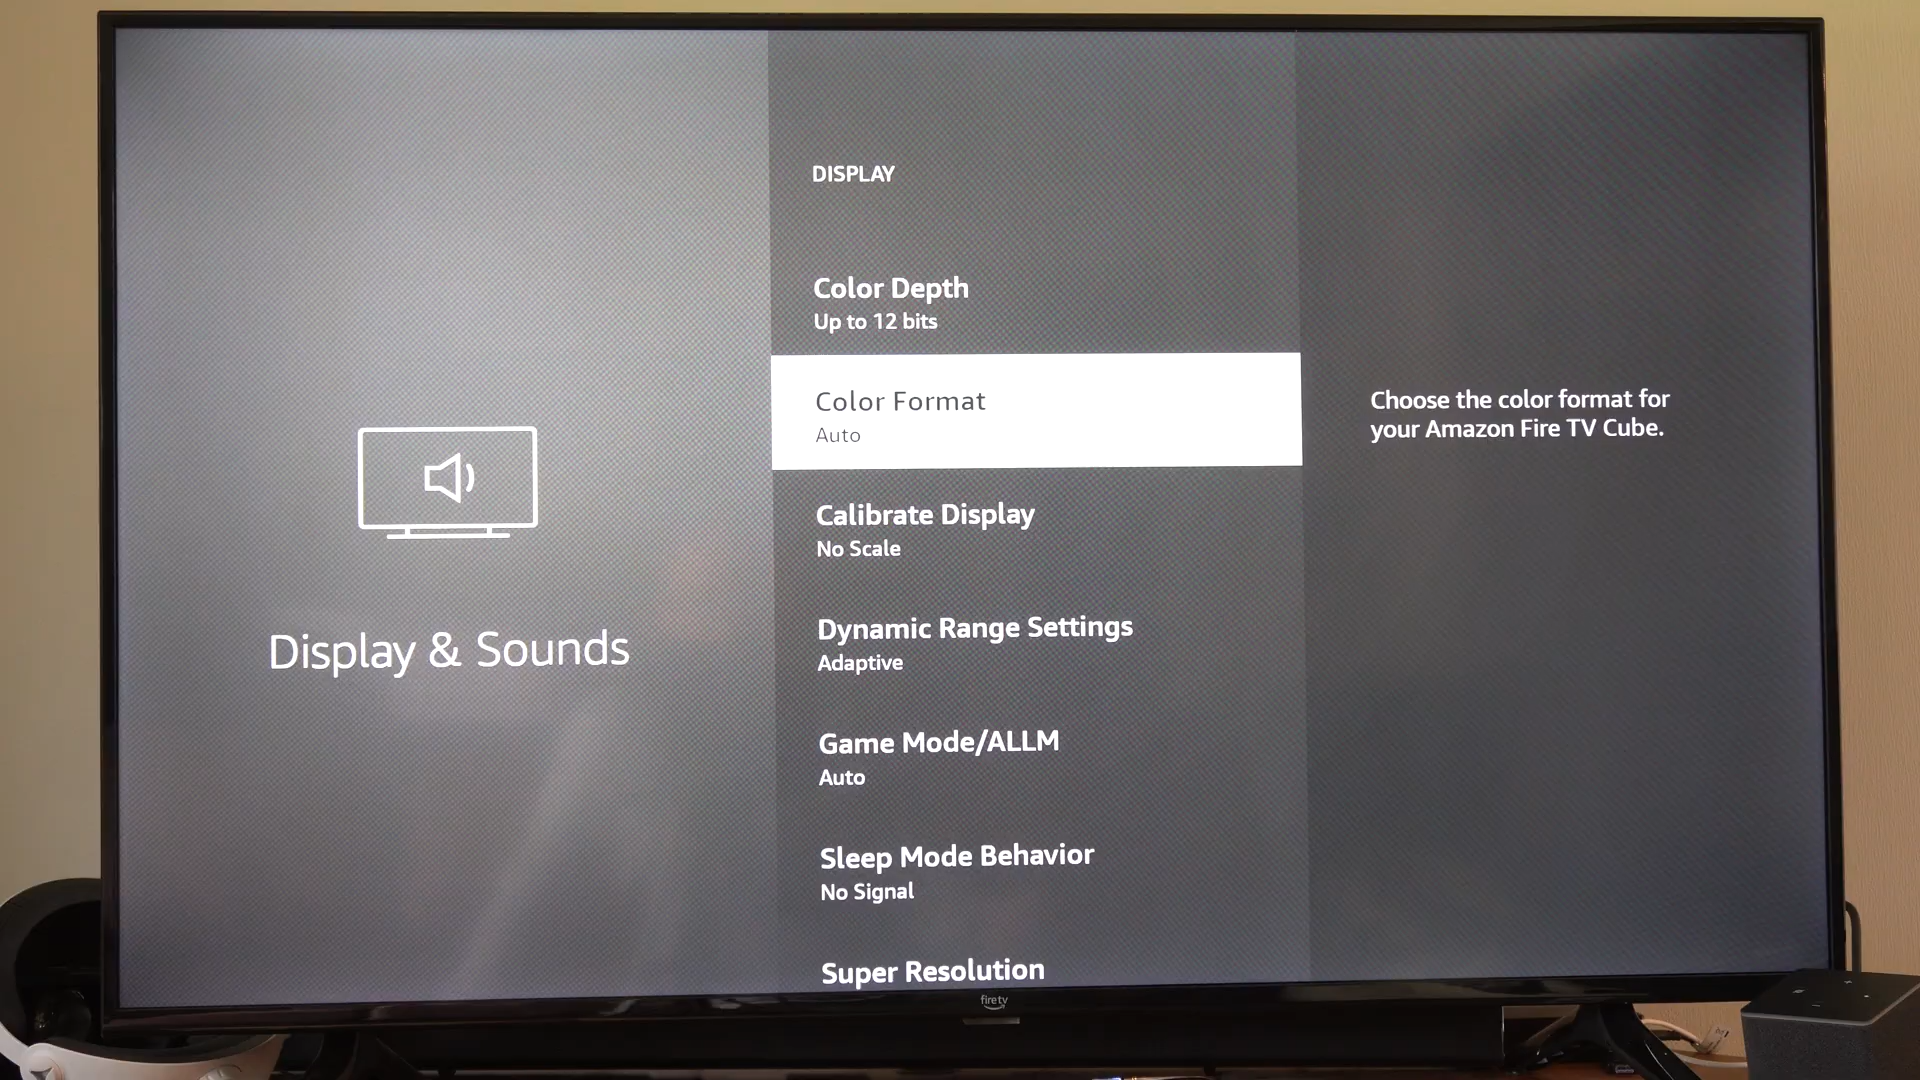 DISPLAY
Color Depth
Up to 12 bits
Color Format
Auto
Choose the color format for
your Amazon Fire TV Cube.
Calibrate Display
No Scale
Display & Sounds
Dynamic Range Settings
Adaptive
Game Mode/ALLM
Auto
Sleep Mode Behavior
No Signal
Super Resolution
fire tv